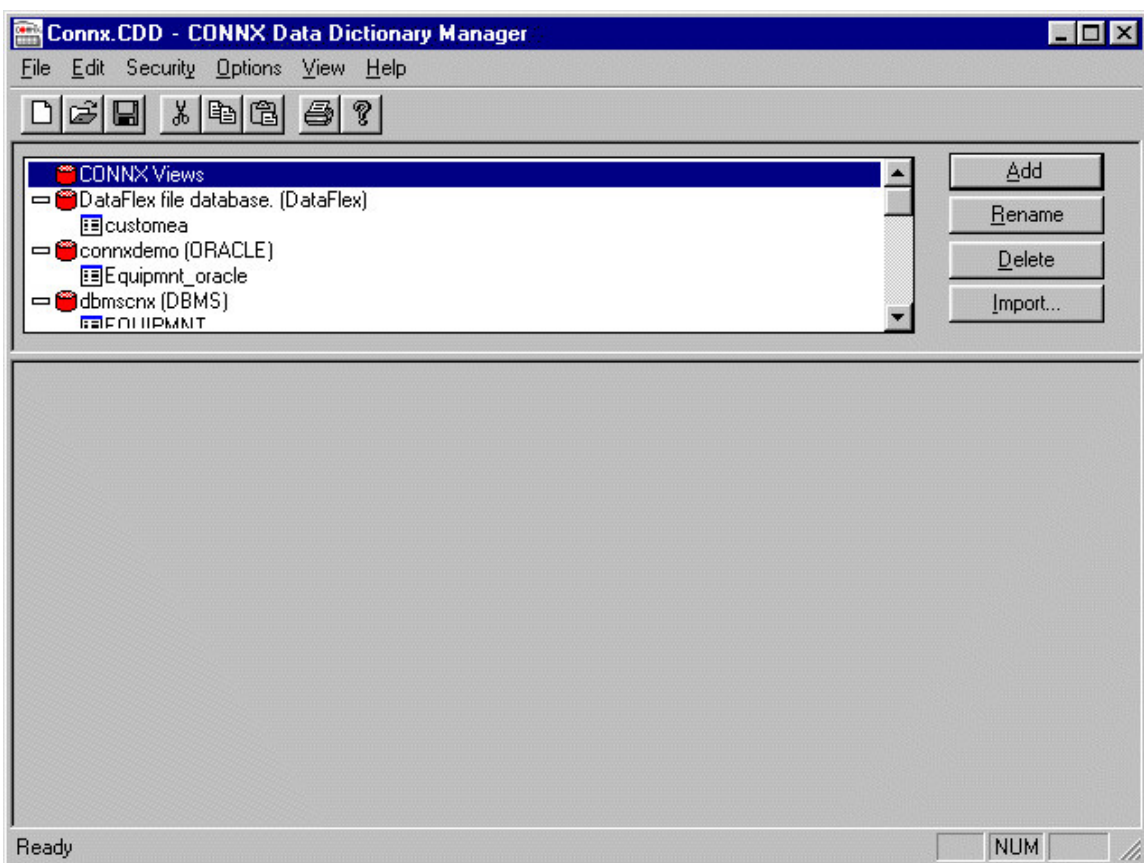 Connx.CDD - CONNX Data Dictionary Manager
File Edit Security Options View Help
CONNX Views
DataFlex file database. (DataFlex)
customea
connxdemo (ORACLE)
Equipmnt_oracle
dbmscnx (DBMS)
EQUIPMNT
Add
Rename
Delete
Import...
Ready
NUM